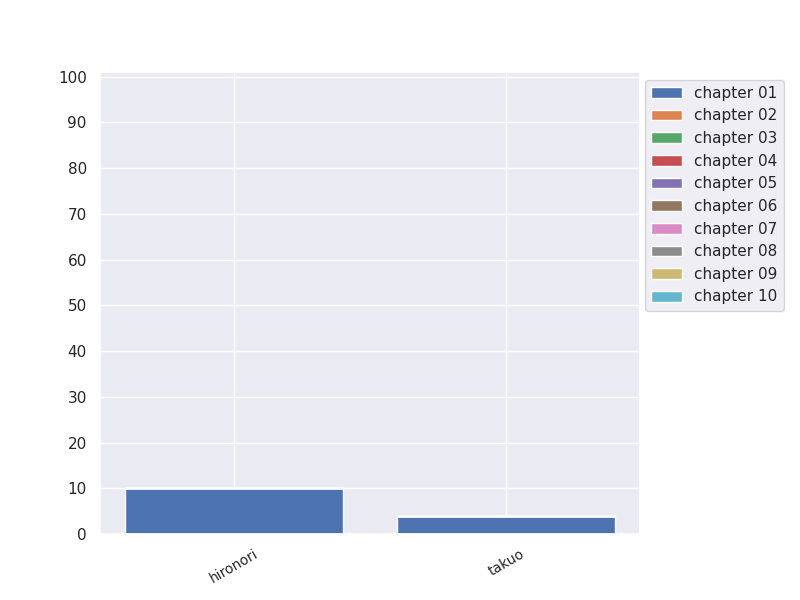 100
90
80
70
60
50
40
30
20
10
0
hironori
takuo
chapter 01
chapter 02
chapter 03
chapter 04
chapter 05
chapter 06
chapter 07
chapter 08
chapter 09
chapter 10